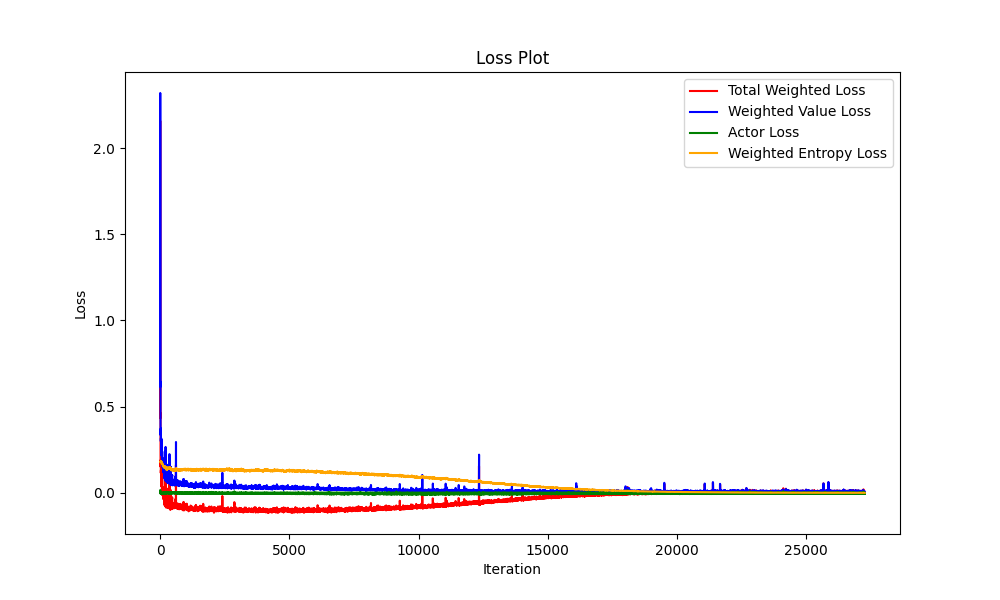 Loss Plot
Total Weighted Loss
Weighted Value Loss
Actor Loss
Weighted Entropy Loss
Loss
2.0
1.5
1.0
0.5
0.0
0
5000
10000
15000
20000
25000
Iteration